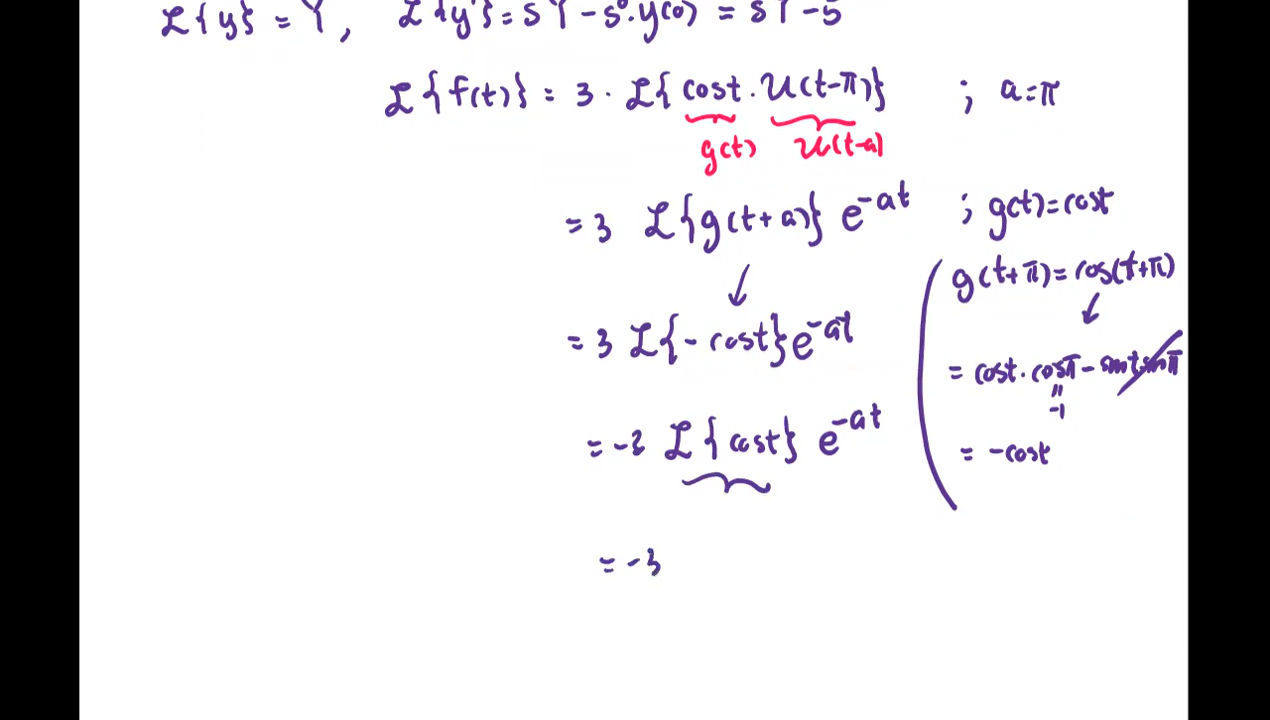 ℒ{y} = Y, ℒ{y'} = sY - s⁰·y(0) = sY - 5
ℒ{f(t)} = 3 · ℒ{cost · U(t-π)} ; a=π
g(t) U(t-a)
= 3 ℒ{g(t+a)} e^{-at} ; g(t)=cost
g(t+π)= cos(t+π)
= 3 ℒ{- cost} e^{-at}
= cost · cosπ - sint sinπ
"
-1
= -3 ℒ{cost} e^{-at}
= -cost
= -3